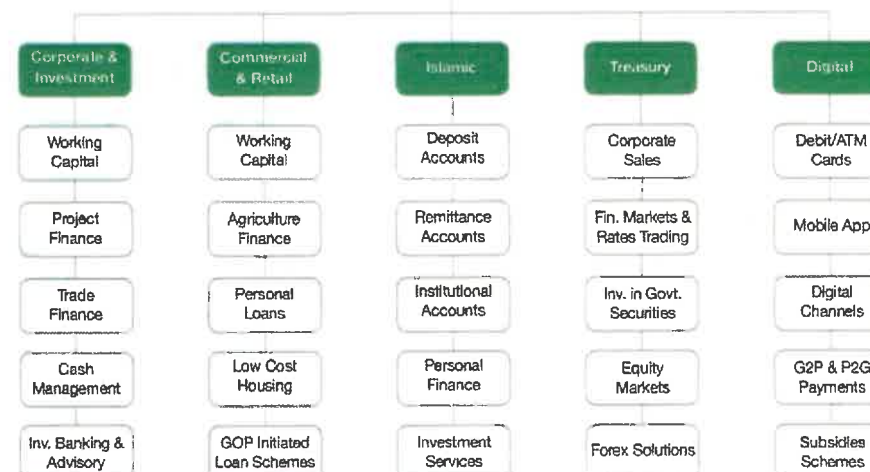 Corporate &
Investment
Commercial
& Retail
Islamic
Treasury
Digital
Working
Capital
Working
Capital
Deposit
Accounts
Corporate
Sales
Debit/ATM
Cards
Project
Finance
Agriculture
Finance
Remittance
Accounts
Fin. Markets &
Rates Trading
Mobile App
Trade
Finance
Personal
Loans
Institutional
Accounts
Inv. in Govt.
Securities
Digital
Channels
Cash
Management
Low Cost
Housing
Personal
Finance
Equity
Markets
G2P & P2G
Payments
Inv. Banking &
Advisory
GOP Initiated
Loan Schemes
Investment
Services
Forex Solutions
Subsidies
Schemes